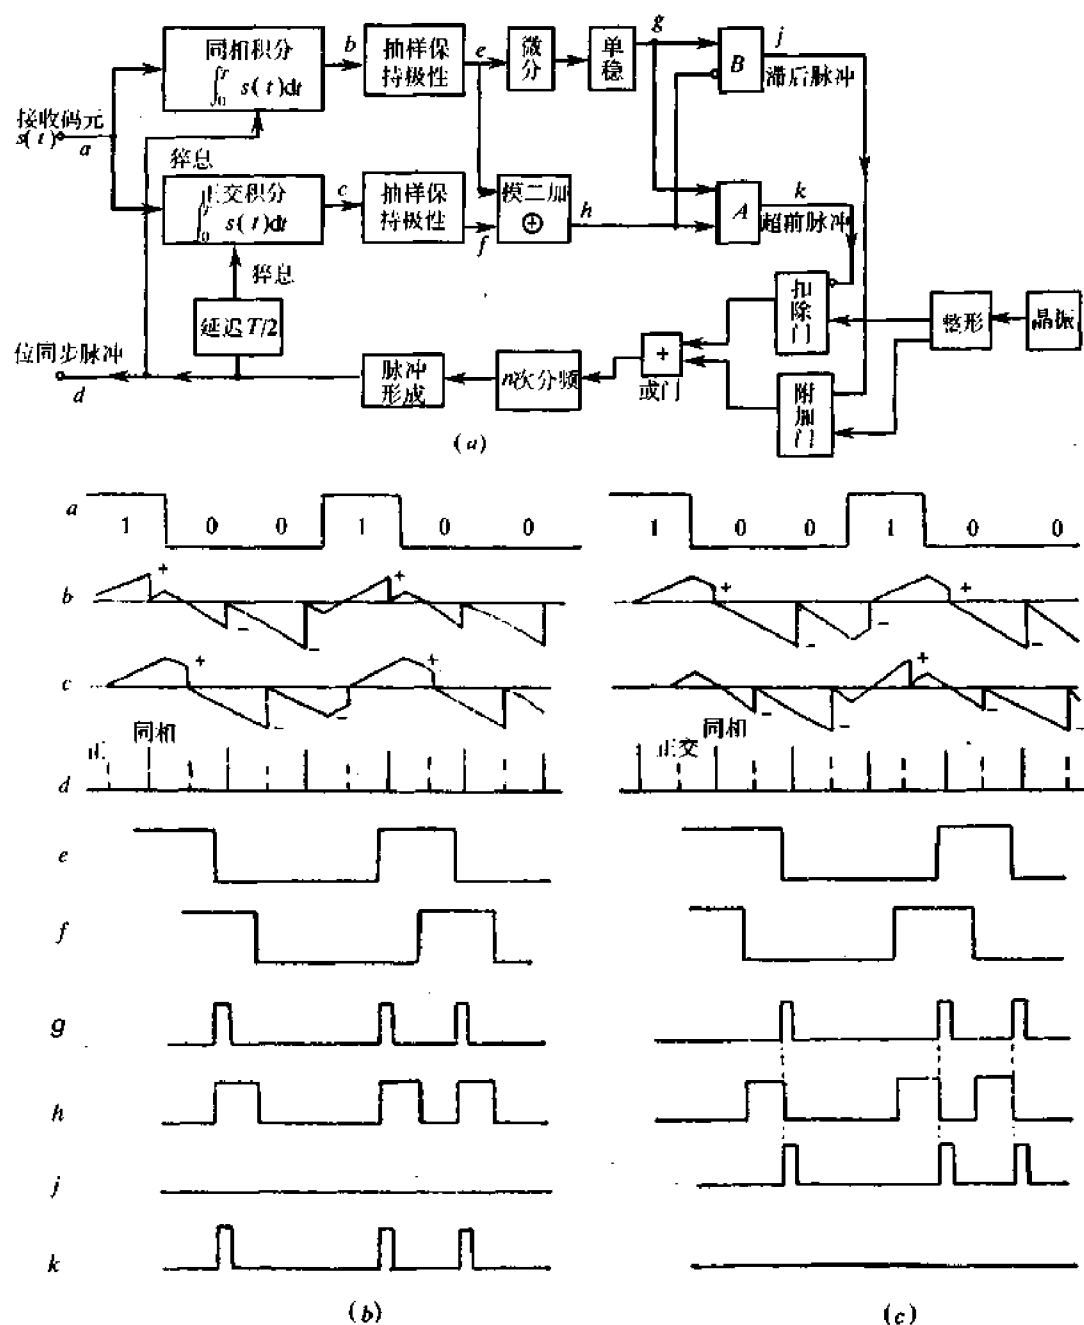 同相积分
∫₀ᵀ s(t)dt
b
抽样保
持极性
e
微
分
单
稳
g
B
j
滞后脉冲
接收码元
s(t)
a
猝息
正交积分
∫₀ᵀ s(t)dt
c
抽样保
持极性
f
模二加
⊕
h
A
k
超前脉冲
猝息
延迟T/2
扣
除
门
整形
晶振
位同步脉冲
d
脉冲
形成
n次分频
+
或门
附
加
门
(a)
a
1 0 0 1 0 0
1 0 0 1 0 0
b
+ - - +
+ - - + -
c
+ - - +
- - + - -
d
正 同相
正交 同相
e
f
g
h
j
k
(b)
(c)